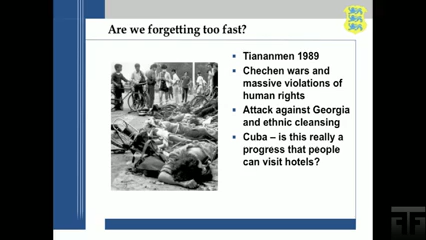 Are we forgetting too fast?
Tiananmen 1989
Chechen wars and
massive violations of
human rights
Attack against Georgia
and ethnic cleansing
Cuba – is this really a
progress that people
can visit hotels?